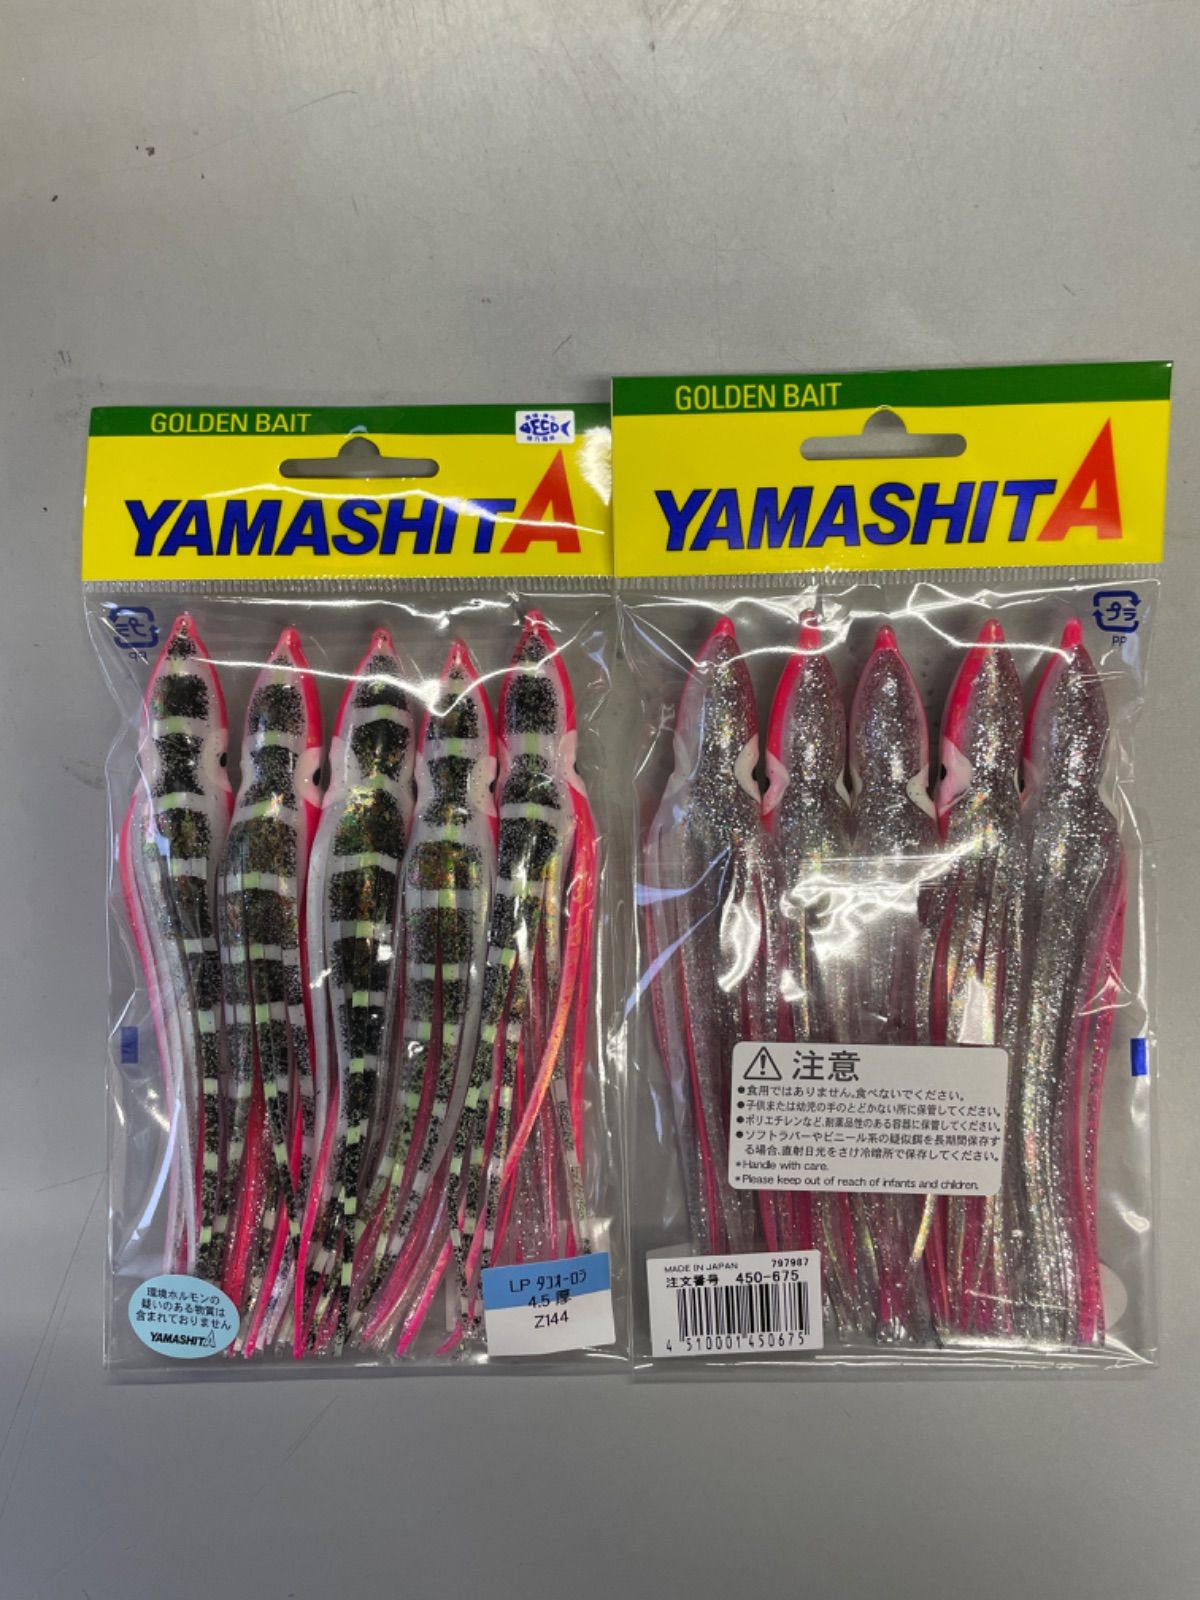 GOLDEN BAIT
ECO
YAMASHITA
プラ
PP
環境ホルモンの
疑いのある物質は
含まれておりません
YAMASHITA
LP タコオーロラ
4.5 厚
Z144
GOLDEN BAIT
YAMASHITA
プラ
PP
注意
●食用ではありません。食べないでください。
●子供または幼児の手のとどかない所に保管してください。
●ポリエチレンなど、耐薬品性のある容器に保管してください。
●ソフトラバーやビニール系の疑似餌を長期間保存す
る場合、直射日光をさけ冷暗所で保存してください。
*Handle with care.
*Please keep out of reach of infants and children.
MADE IN JAPAN 797987
注文番号 450-675
4 510001 450675